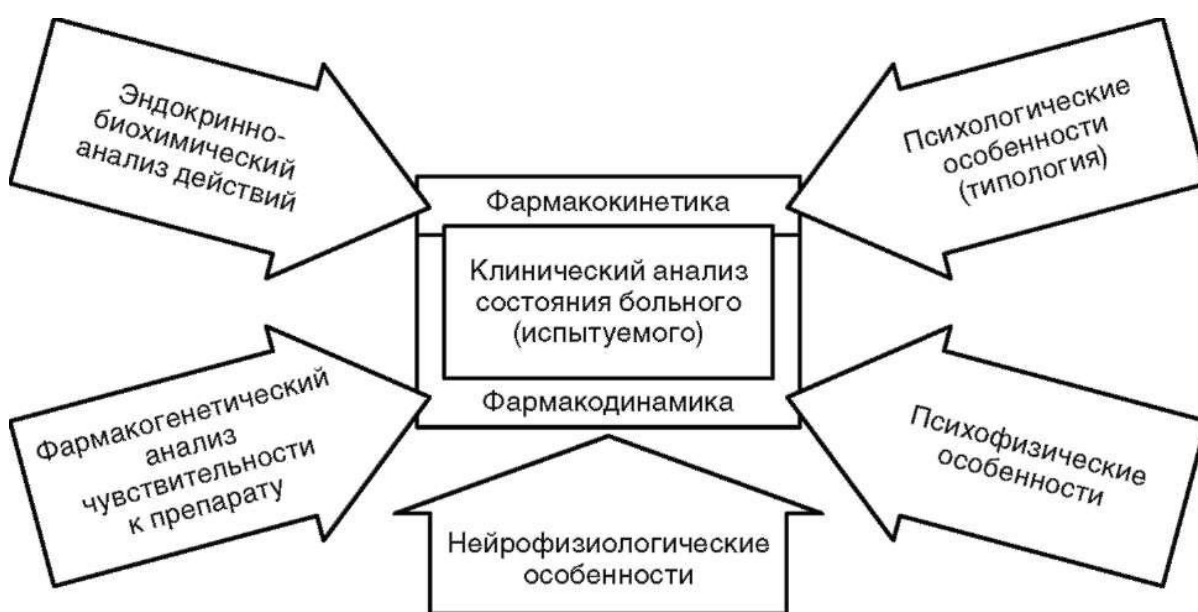 Эндокринно-
биохимический
анализ действий
Психологические
особенности
(типология)
Фармакокинетика
Клинический анализ
состояния больного
(испытуемого)
Фармакодинамика
Фармакогенетический
анализ
чувствительности
к препарату
Психофизические
особенности
Нейрофизиологические
особенности